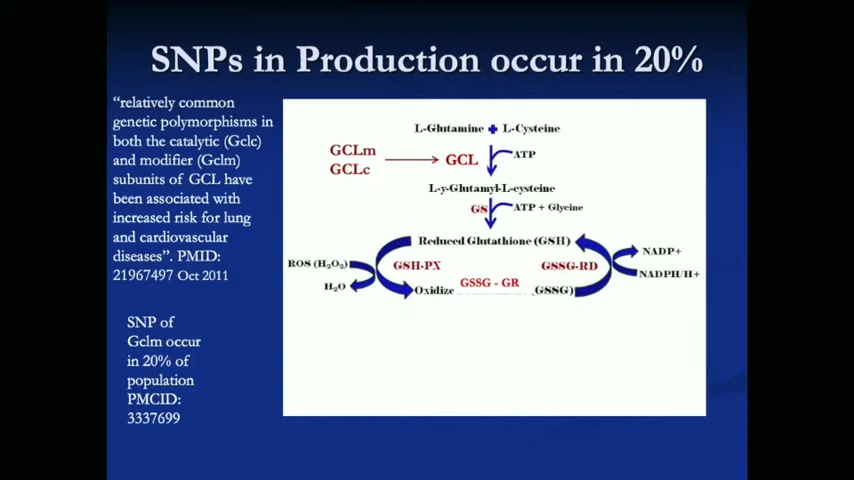 SNPs in Production occur in 20%
“relatively common
genetic polymorphisms in
both the catalytic (Gclc)
and modifier (Gclm)
subunits of GCL have
been associated with
increased risk for lung
and cardiovascular
diseases”. PMID:
21967497 Oct 2011
SNP of
Gclm occur
in 20% of
population
PMCID:
3337699
L-Glutamine + L-Cysteine
GCLm
GCLc
GCL
ATP
L-y-Glutamyl-L-cysteine
GS
ATP + Glycine
Reduced Glutathione (GSH)
ROS (H₂O₂)
GSH-PX
GSSG-RD
NADP+
NADPH/H+
H₂O
Oxidize
GSSG - GR
GSSG)